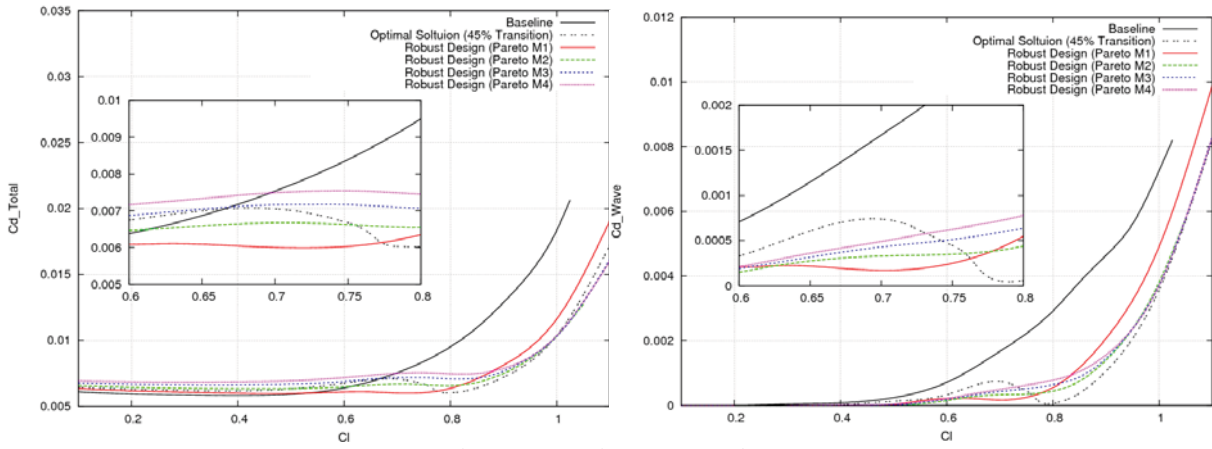 0.035
0.03
0.025
0.02
0.015
0.01
0.005
Cd_Total
Baseline
Optimal Soltuion (45% Transition)
Robust Design (Pareto M1)
Robust Design (Pareto M2)
Robust Design (Pareto M3)
Robust Design (Pareto M4)
0.01
0.009
0.008
0.007
0.006
0.005
0.6 0.65 0.7 0.75 0.8
0.2 0.4 0.6 0.8 1
Cl
0.012
0.01
0.008
0.006
0.004
0.002
0
Cd_Wave
Baseline
Optimal Soltuion (45% Transition)
Robust Design (Pareto M1)
Robust Design (Pareto M2)
Robust Design (Pareto M3)
Robust Design (Pareto M4)
0.002
0.0015
0.001
0.0005
0
0.6 0.65 0.7 0.75 0.8
0.2 0.4 0.6 0.8 1
Cl